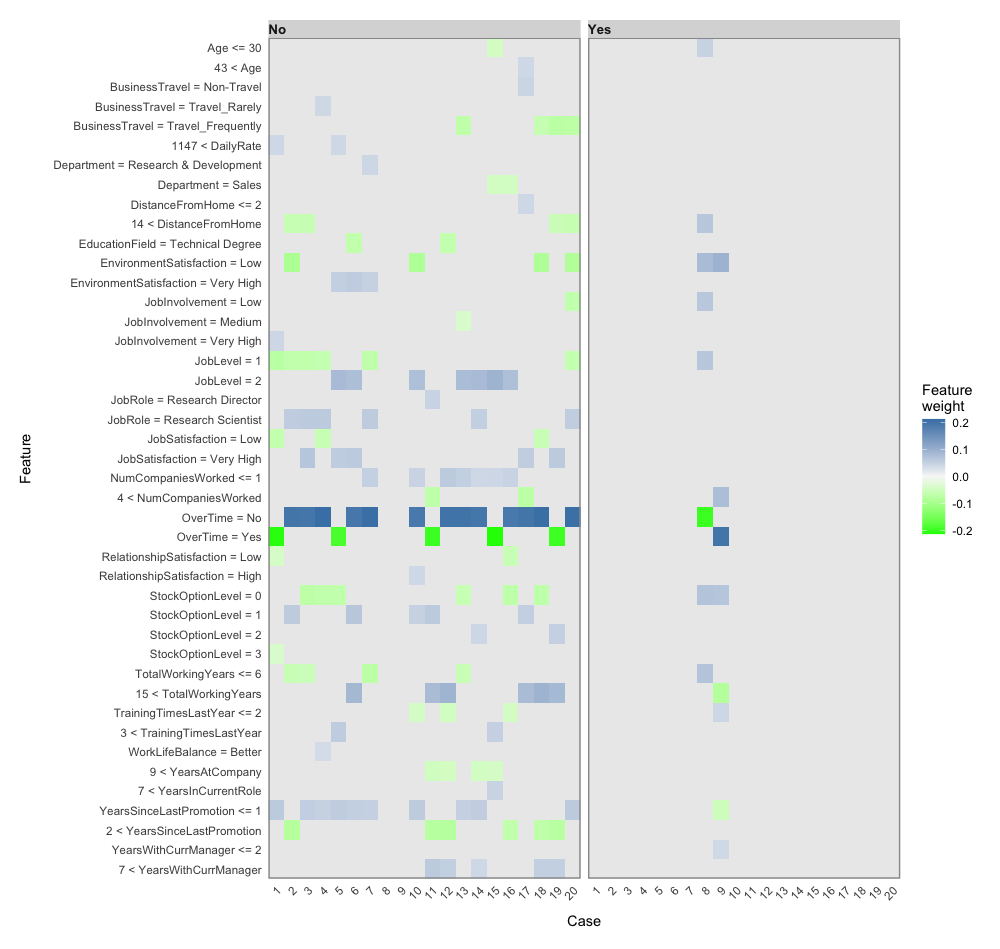 No
Yes
Age <= 30
43 < Age
BusinessTravel = Non-Travel
BusinessTravel = Travel_Rarely
BusinessTravel = Travel_Frequently
1147 < DailyRate
Department = Research & Development
Department = Sales
DistanceFromHome <= 2
14 < DistanceFromHome
EducationField = Technical Degree
EnvironmentSatisfaction = Low
EnvironmentSatisfaction = Very High
JobInvolvement = Low
JobInvolvement = Medium
JobInvolvement = Very High
JobLevel = 1
JobLevel = 2
JobRole = Research Director
JobRole = Research Scientist
JobSatisfaction = Low
JobSatisfaction = Very High
NumCompaniesWorked <= 1
4 < NumCompaniesWorked
OverTime = No
OverTime = Yes
RelationshipSatisfaction = Low
RelationshipSatisfaction = High
StockOptionLevel = 0
StockOptionLevel = 1
StockOptionLevel = 2
StockOptionLevel = 3
TotalWorkingYears <= 6
15 < TotalWorkingYears
TrainingTimesLastYear <= 2
3 < TrainingTimesLastYear
WorkLifeBalance = Better
9 < YearsAtCompany
7 < YearsInCurrentRole
YearsSinceLastPromotion <= 1
2 < YearsSinceLastPromotion
YearsWithCurrManager <= 2
7 < YearsWithCurrManager
Feature
1 2 3 4 5 6 7 8 9 10 11 12 13 14 15 16 17 18 19 20
1 2 3 4 5 6 7 8 9 10 11 12 13 14 15 16 17 18 19 20
Case
Feature
weight
0.2
0.1
0.0
-0.1
-0.2